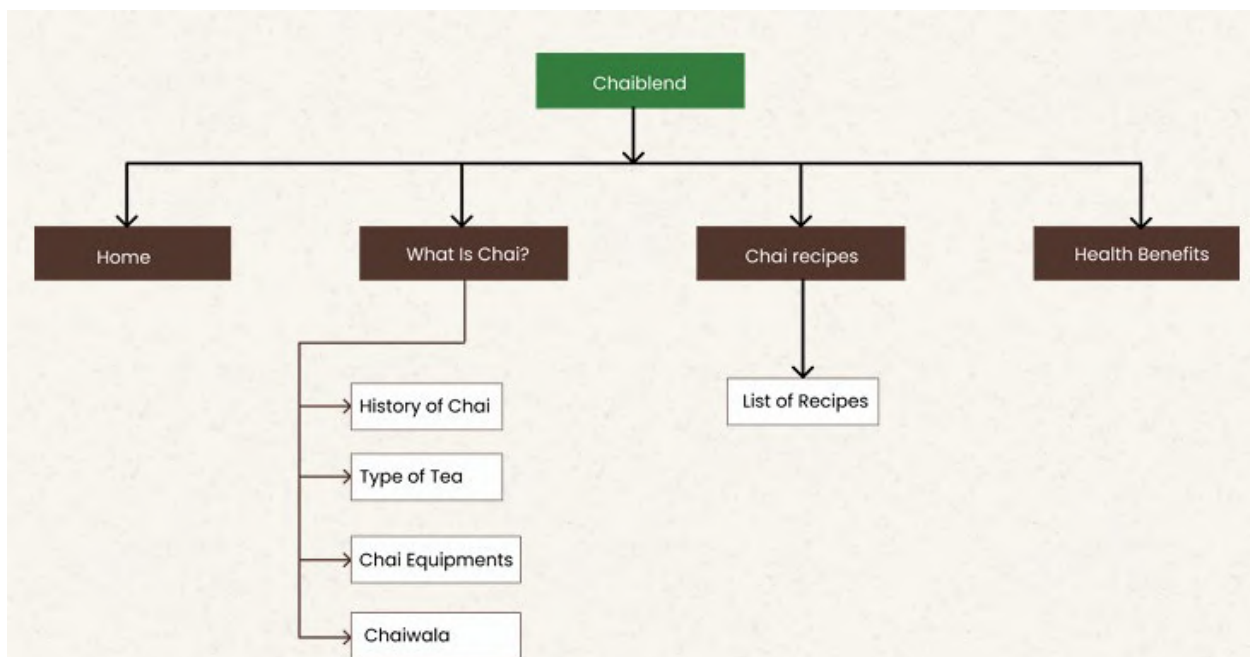 Chaiblend
Home
What Is Chai?
Chai recipes
Health Benefits
History of Chai
Type of Tea
Chai Equipments
Chaiwala
List of Recipes